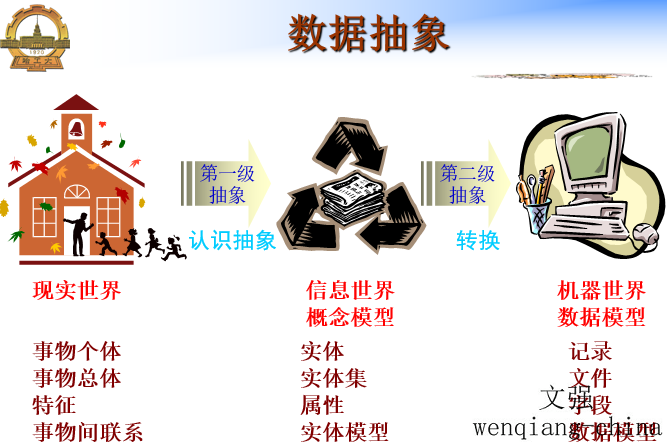 数据抽象
第一级
抽象
第二级
抽象
认识抽象
转换
现实世界
信息世界
概念模型
机器世界
数据模型
事物个体
实体
记录
事物总体
实体集
文件
特征
属性
字段
事物间联系
实体模型
数据模型
文强
wenqiang-china